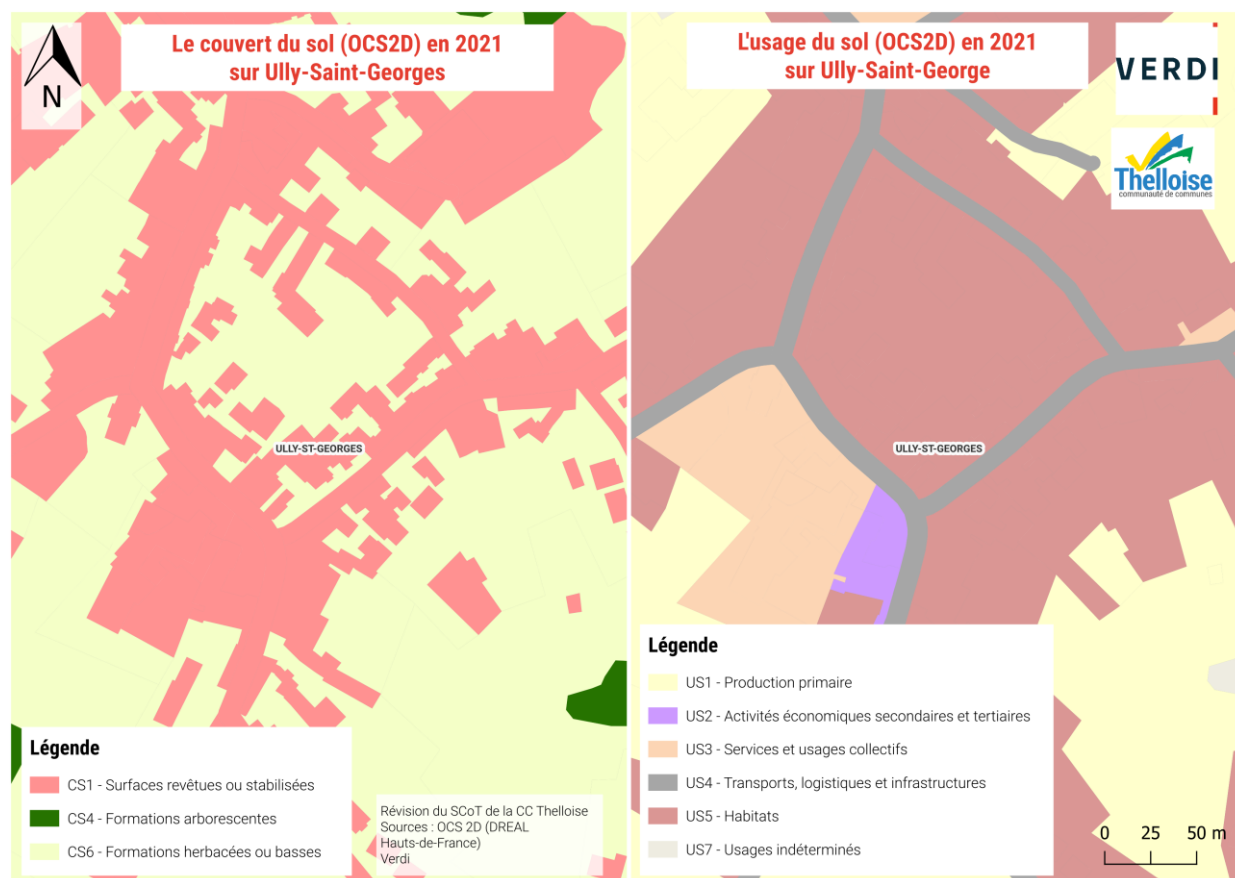 Le couvert du sol (OCS2D) en 2021
sur Ully-Saint-Georges
N
ULLY-ST-GEORGES
Légende
CS1 - Surfaces revêtues ou stabilisées
CS4 - Formations arborescentes
CS6 - Formations herbacées ou basses
Révision du SCoT de la CC Thelloise
Sources : OCS 2D (DREAL
Hauts-de-France)
Verdi
L'usage du sol (OCS2D) en 2021
sur Ully-Saint-George
VERDI
Thelloise
communauté de communes
ULLY-ST-GEORGES
Légende
US1 - Production primaire
US2 - Activités économiques secondaires et tertiaires
US3 - Services et usages collectifs
US4 - Transports, logistiques et infrastructures
US5 - Habitats
US7 - Usages indéterminés
0 25 50 m